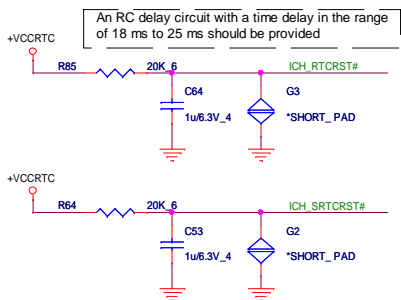 An RC delay circuit with a time delay in the range
of 18 ms to 25 ms should be provided
+VCCRTC
R85 20K_6 ICH_RTCRST#
C64 G3
1u/6.3V_4 *SHORT_ PAD
+VCCRTC
R64 20K_6 ICH_SRTCRST#
C53 G2
1u/6.3V_4 *SHORT_ PAD